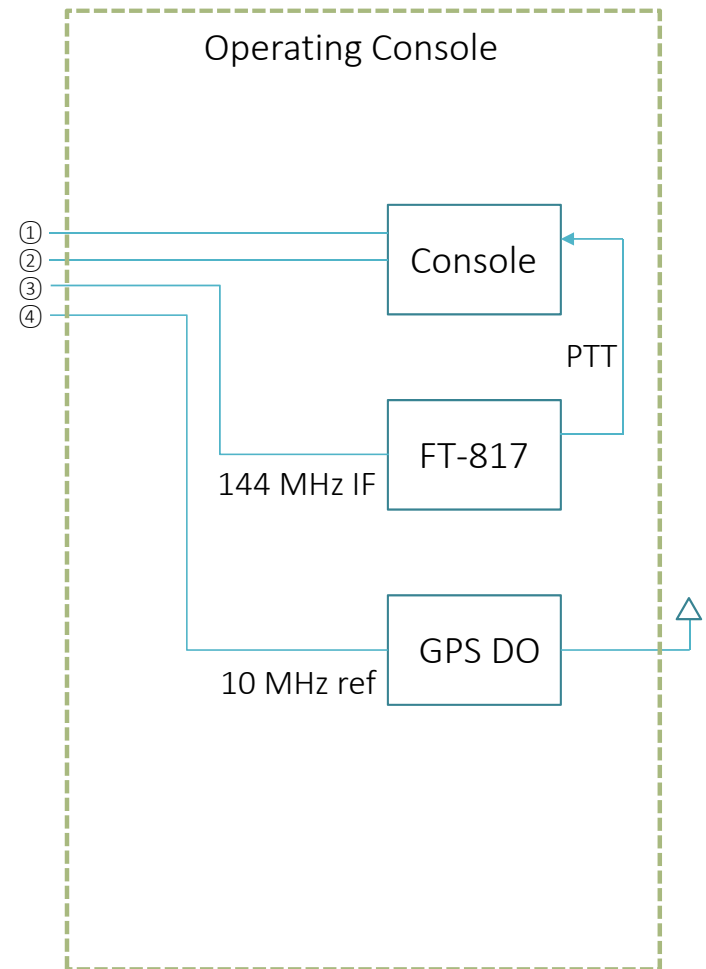 Operating Console
①
②
③
④
Console
PTT
FT-817
144 MHz IF
GPS DO
10 MHz ref